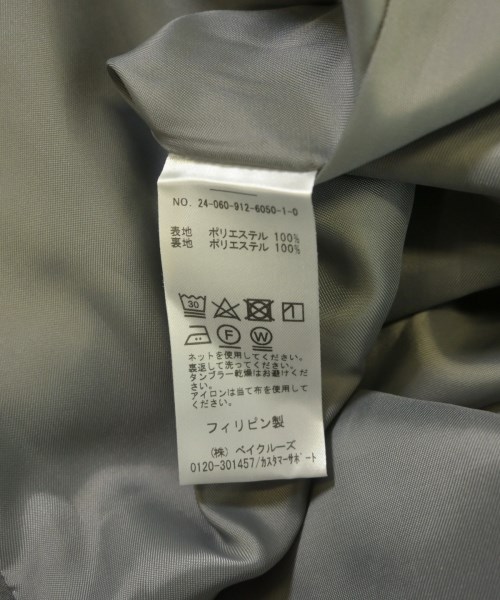 NO. 24-060-912-6050-1-0
表地 ポリエステル 100%
裏地 ポリエステル 100%
30
F W
ネットを使用してください。
裏返して洗ってください。
タンブラー乾燥はお避けくだ
さい。
アイロンは当て布を使用して
ください。
フィリピン製
(株) ベイクルーズ
0120-301457/カスタマーサポート